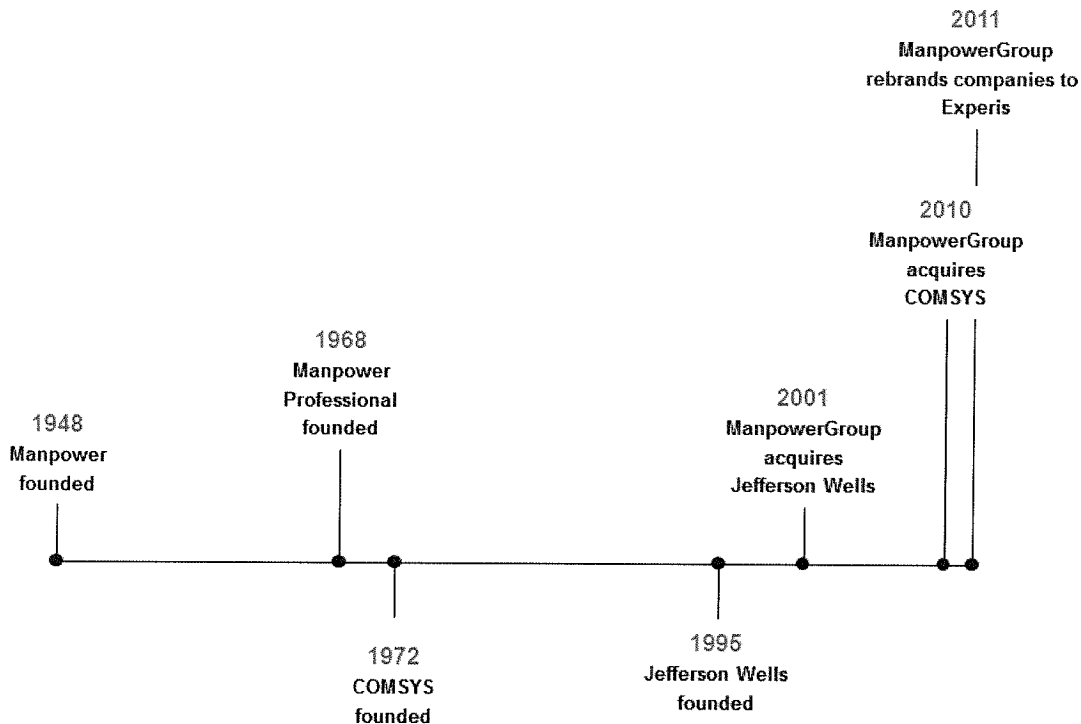 2011
ManpowerGroup
rebrands companies to
Experis
2010
ManpowerGroup
acquires
COMSYS
1968
Manpower
Professional
founded
2001
ManpowerGroup
acquires
Jefferson Wells
1948
Manpower
founded
1972
COMSYS
founded
1995
Jefferson Wells
founded